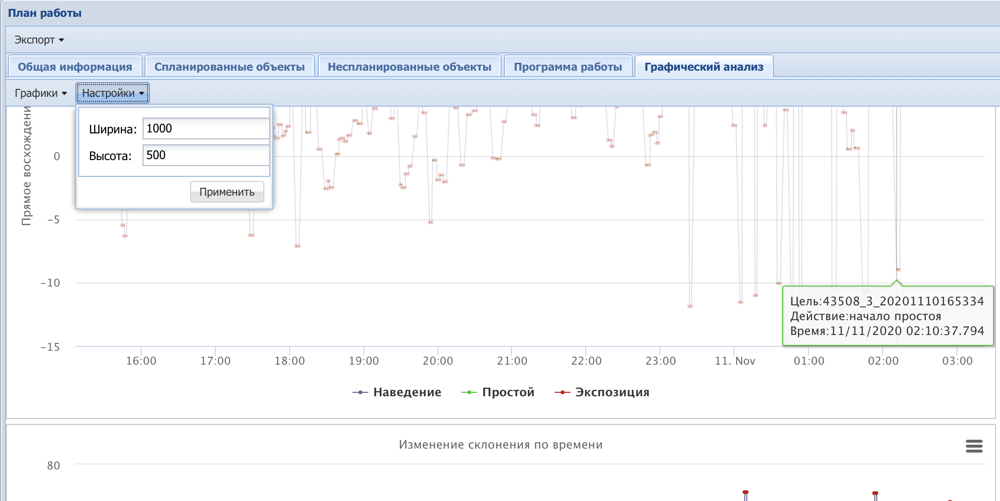 План работы
Экспорт
Общая информация
Спланированные объекты
Неспланированные объекты
Программа работы
Графический анализ
Графики
Настройки
Ширина: 1000
Высота: 500
Применить
Прямое восхождени
0
−5
−10
−15
Цель:43508_3_20201110165334
Действие:начало простоя
Время:11/11/2020 02:10:37.794
16:00 17:00 18:00 19:00 20:00 21:00 22:00 23:00 11. Nov 01:00 02:00 03:00
Наведение Простой Экспозиция
Изменение склонения по времени
80